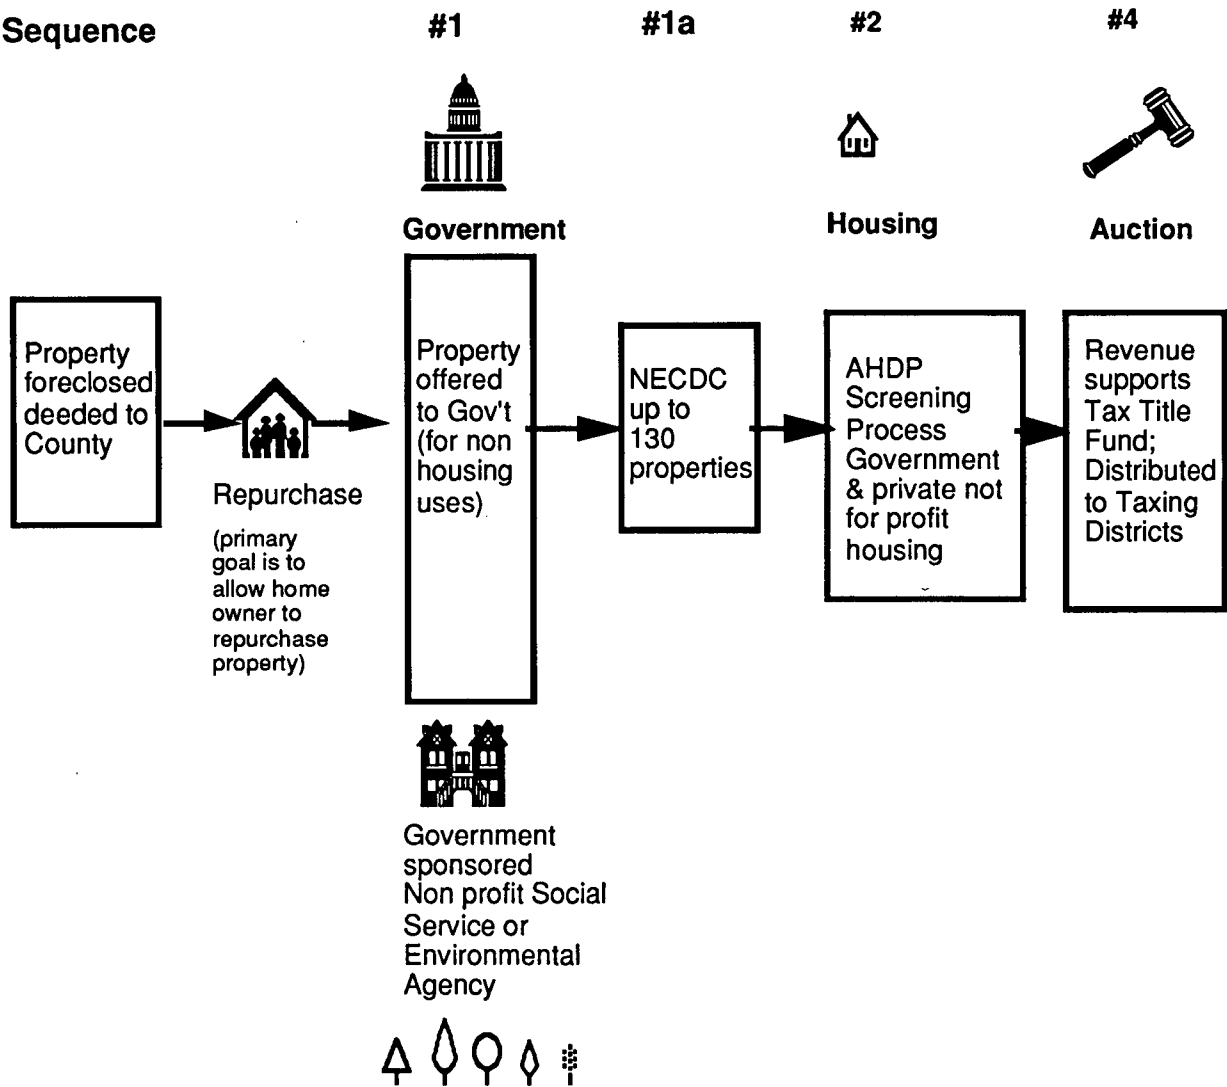 Sequence
#1
#1a
#2
#4
Government
Housing
Auction
Property
foreclosed
deeded to
County
Repurchase
(primary
goal is to
allow home
owner to
repurchase
property)
Property
offered
to Gov't
(for non
housing
uses)
NECDC
up to
130
properties
AHDP
Screening
Process
Government
& private not
for profit
housing
Revenue
supports
Tax Title
Fund;
Distributed
to Taxing
Districts
Government
sponsored
Non profit Social
Service or
Environmental
Agency